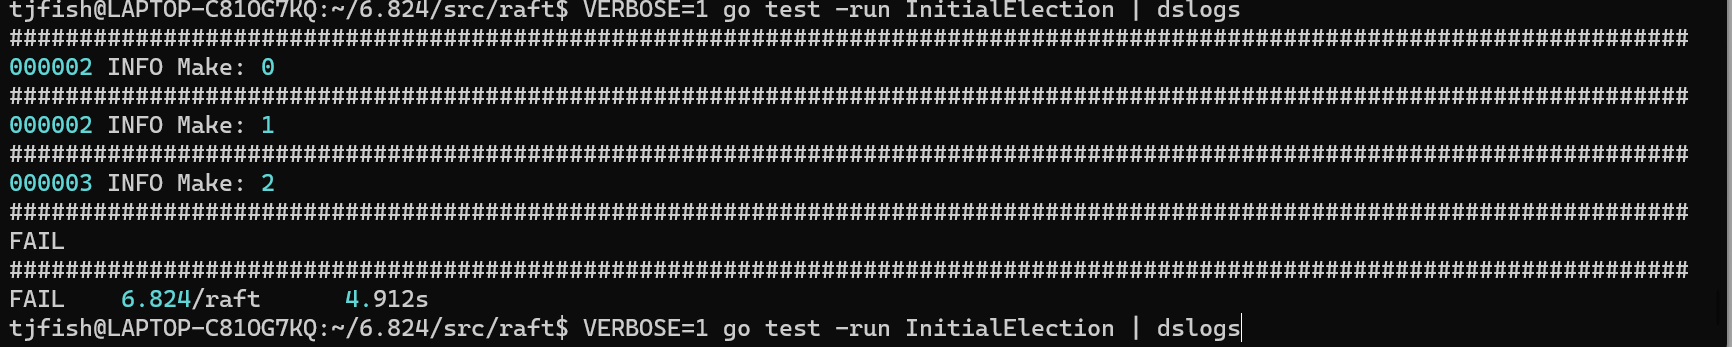 tjfish@LAPTOP-C81OG7KQ:~/6.824/src/raft$ VERBOSE=1 go test -run InitialElection | dslogs
########################################################################################################################
000002 INFO Make: 0
########################################################################################################################
000002 INFO Make: 1
########################################################################################################################
000003 INFO Make: 2
########################################################################################################################
FAIL
########################################################################################################################
FAIL    6.824/raft      4.912s
tjfish@LAPTOP-C81OG7KQ:~/6.824/src/raft$ VERBOSE=1 go test -run InitialElection | dslogs